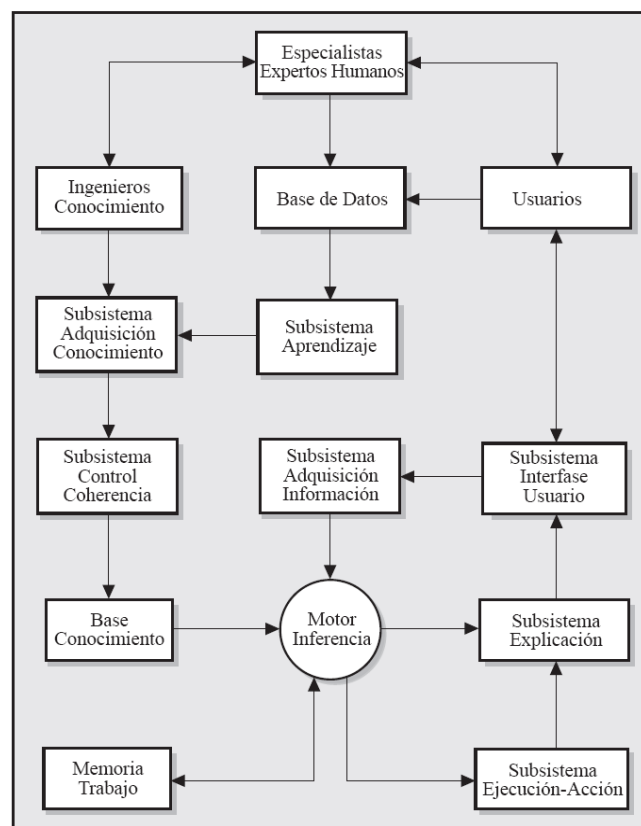 Especialistas
Expertos Humanos
Ingenieros
Conocimiento
Base de Datos
Usuarios
Subsistema
Adquisición
Conocimiento
Subsistema
Aprendizaje
Subsistema
Control
Coherencia
Subsistema
Adquisición
Información
Subsistema
Interfase
Usuario
Base
Conocimiento
Motor
Inferencia
Subsistema
Explicación
Memoria
Trabajo
Subsistema
Ejecución-Acción